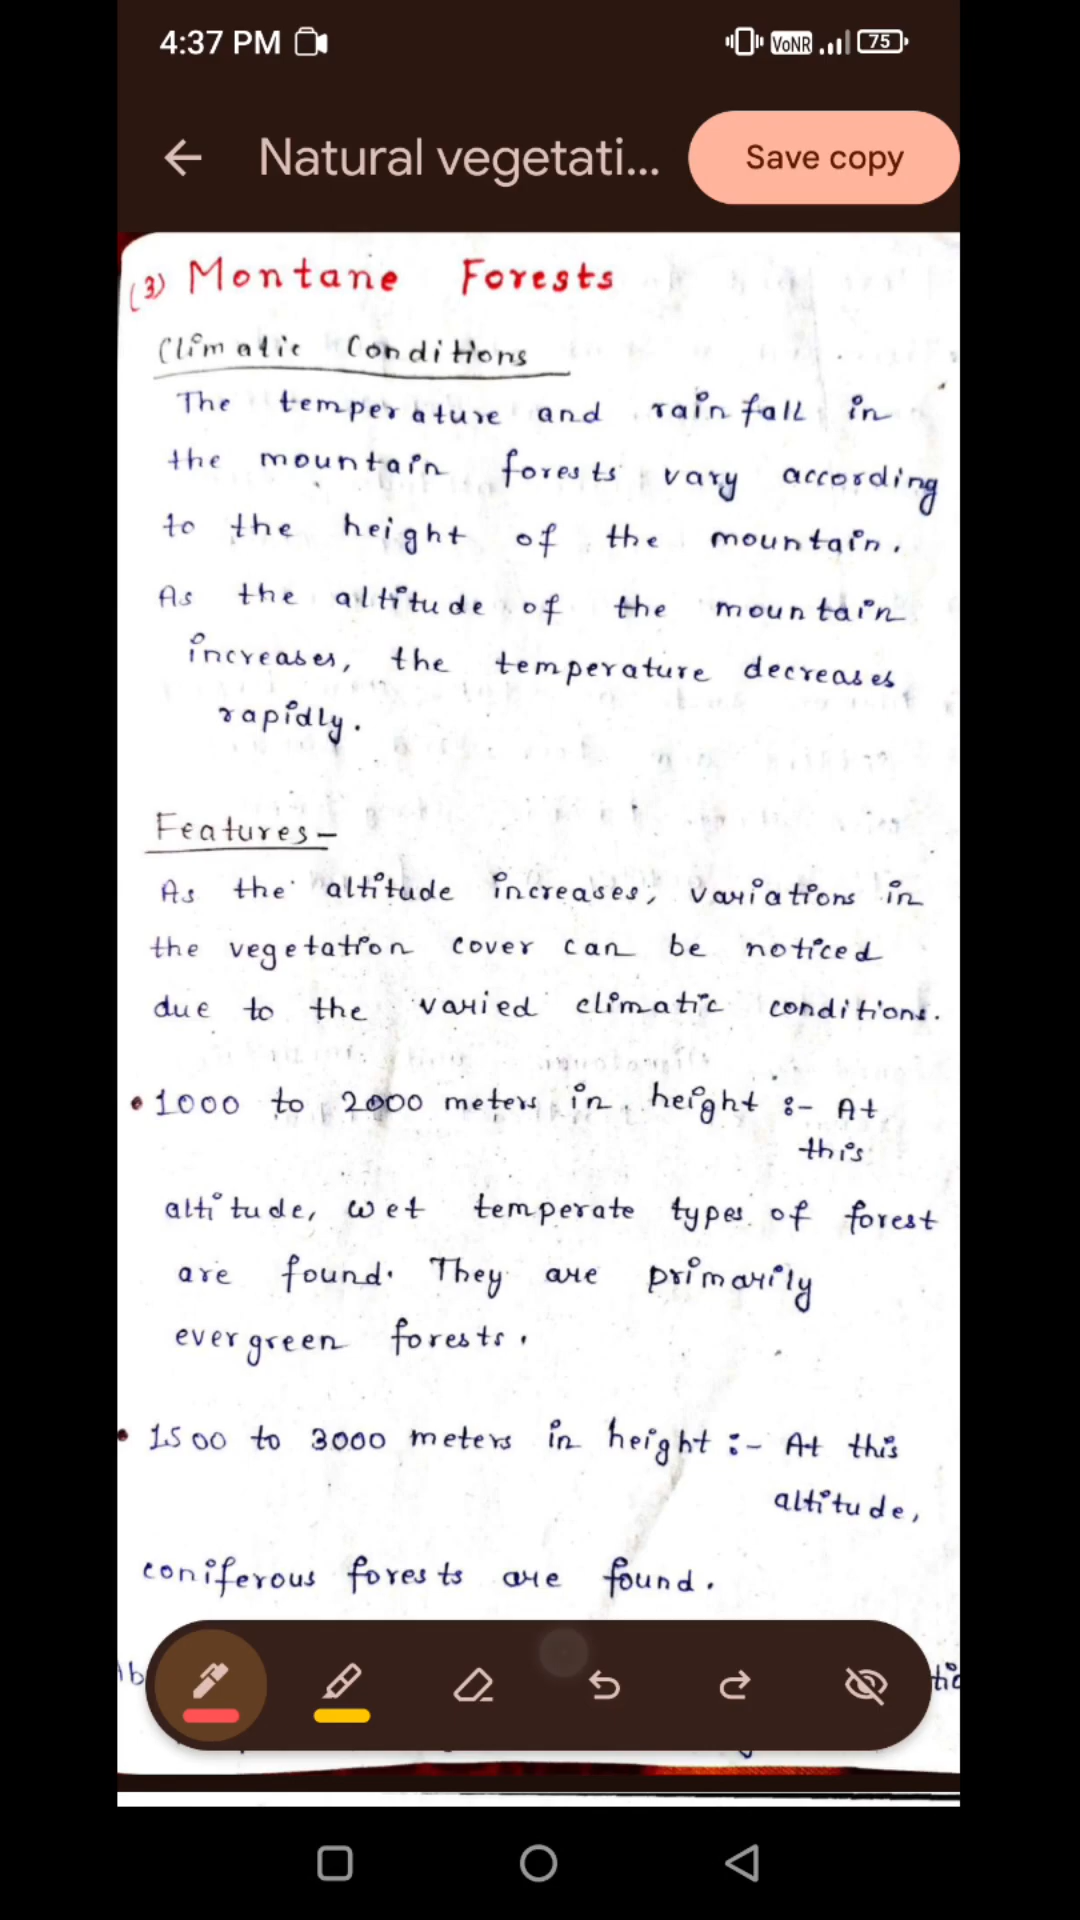 4:37 PM
VoNR 75
Natural vegetati...
Save copy
(3) Montane Forests
Climatic Conditions
The temperature and rainfall in
the mountain forests vary according
to the height of the mountain.
As the altitude of the mountain
increases, the temperature decreases
rapidly.
Features-
As the altitude increases, variations in
the vegetation cover can be noticed
due to the varied climatic conditions.
• 1000 to 2000 meters in height :- At
this
altitude, wet temperate types of forest
are found. They are primarily
evergreen forests.
• 1500 to 3000 meters in height :- At this
altitude,
coniferous forests are found.